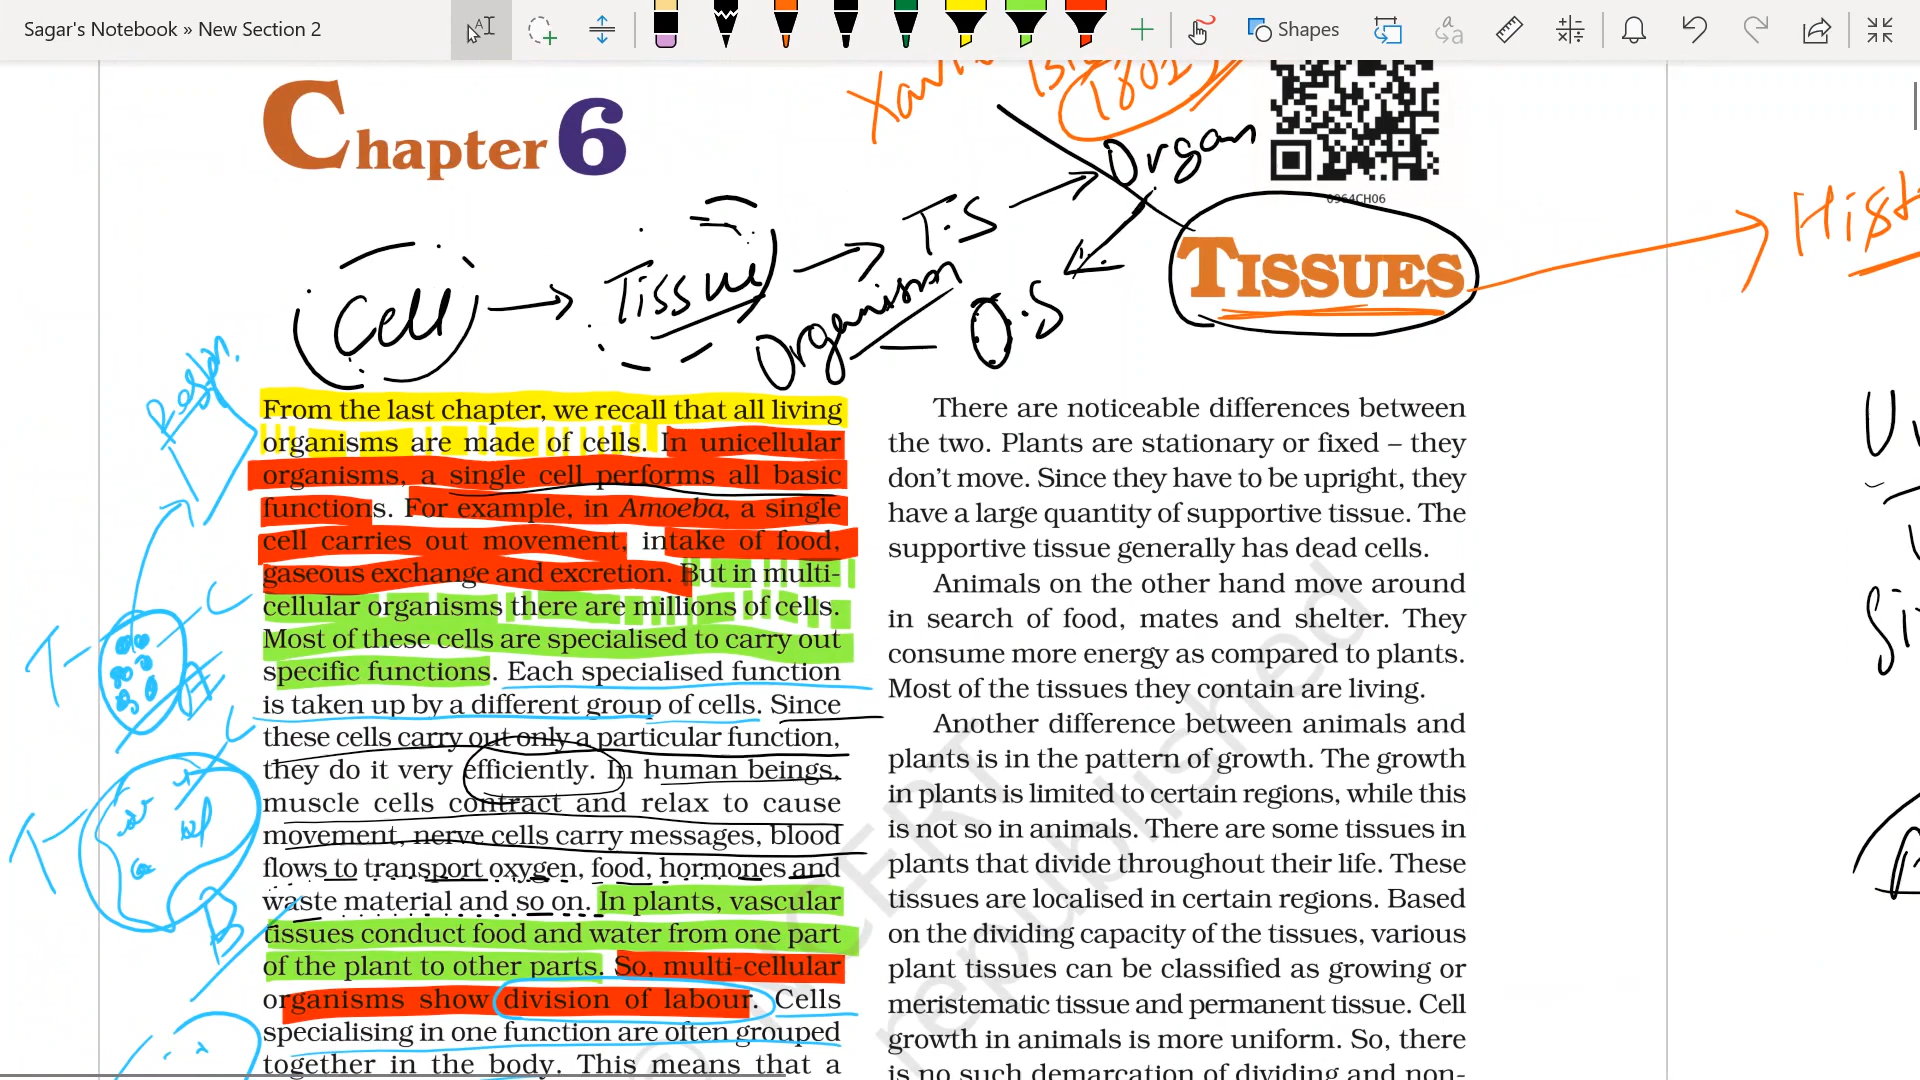 Sagar's Notebook » New Section 2
Shapes
Chapter 6
1802
Organ
0964CH06
TISSUES
Hist
Cell → Tissue → T.S
Organism
O.S
From the last chapter, we recall that all living
organisms are made of cells. In unicellular
organisms, a single cell performs all basic
functions. For example, in Amoeba, a single
cell carries out movement, intake of food,
gaseous exchange and excretion. But in multi-
cellular organisms there are millions of cells.
Most of these cells are specialised to carry out
specific functions. Each specialised function
is taken up by a different group of cells. Since
these cells carry out only a particular function,
they do it very efficiently. In human beings,
muscle cells contract and relax to cause
movement, nerve cells carry messages, blood
flows to transport oxygen, food, hormones and
waste material and so on. In plants, vascular
tissues conduct food and water from one part
of the plant to other parts. So, multi-cellular
organisms show division of labour. Cells
specialising in one function are often grouped
together in the body. This means that a
T
C
A
T
C
B
There are noticeable differences between
the two. Plants are stationary or fixed – they
don't move. Since they have to be upright, they
have a large quantity of supportive tissue. The
supportive tissue generally has dead cells.
Animals on the other hand move around
in search of food, mates and shelter. They
consume more energy as compared to plants.
Most of the tissues they contain are living.
Another difference between animals and
plants is in the pattern of growth. The growth
in plants is limited to certain regions, while this
is not so in animals. There are some tissues in
plants that divide throughout their life. These
tissues are localised in certain regions. Based
on the dividing capacity of the tissues, various
plant tissues can be classified as growing or
meristematic tissue and permanent tissue. Cell
growth in animals is more uniform. So, there
is no such demarcation of dividing and non-
republished